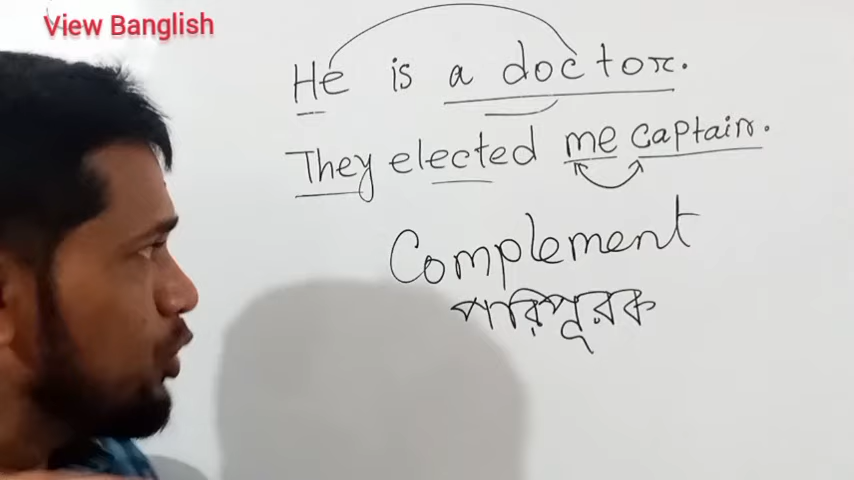 View Banglish
He is a doctor.
They elected me captain.
Complement
পরিপূরক